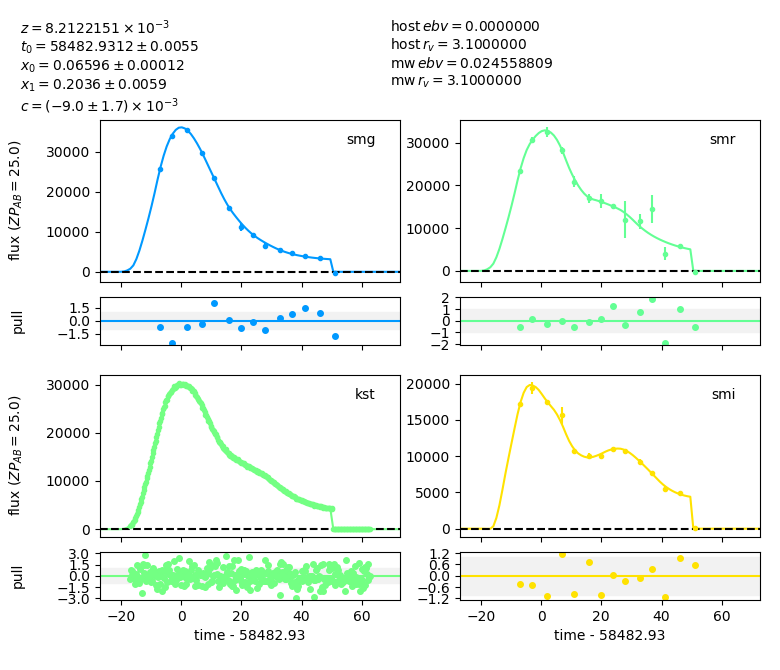 z = 8.2122151 × 10⁻³
t₀ = 58482.9312 ± 0.0055
x₀ = 0.06596 ± 0.00012
x₁ = 0.2036 ± 0.0059
c = (−9.0 ± 1.7) × 10⁻³
host ebv = 0.0000000
host r_v = 3.1000000
mw ebv = 0.024558809
mw r_v = 3.1000000
flux (ZP_AB = 25.0)
30000
20000
10000
0
smg
30000
20000
10000
0
smr
pull
1.5
0.0
−1.5
2
1
0
−1
−2
flux (ZP_AB = 25.0)
30000
20000
10000
0
kst
20000
15000
10000
5000
0
smi
pull
3.0
1.5
0.0
−1.5
−3.0
1.2
0.6
0.0
−0.6
−1.2
−20 0 20 40 60
−20 0 20 40 60
time - 58482.93
time - 58482.93